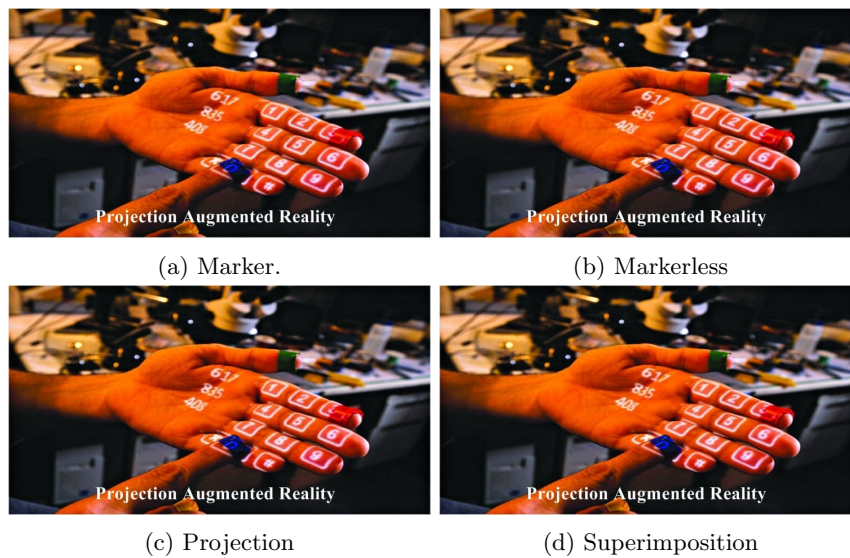 617
835
408
1 2 3
4 5 6
7 8 9
#
Projection Augmented Reality
617
835
408
1 2 3
4 5 6
7 8 9
#
Projection Augmented Reality
(a) Marker.
(b) Markerless
617
835
408
1 2 3
4 5 6
7 8 9
#
Projection Augmented Reality
617
835
408
1 2 3
4 5 6
7 8 9
#
Projection Augmented Reality
(c) Projection
(d) Superimposition